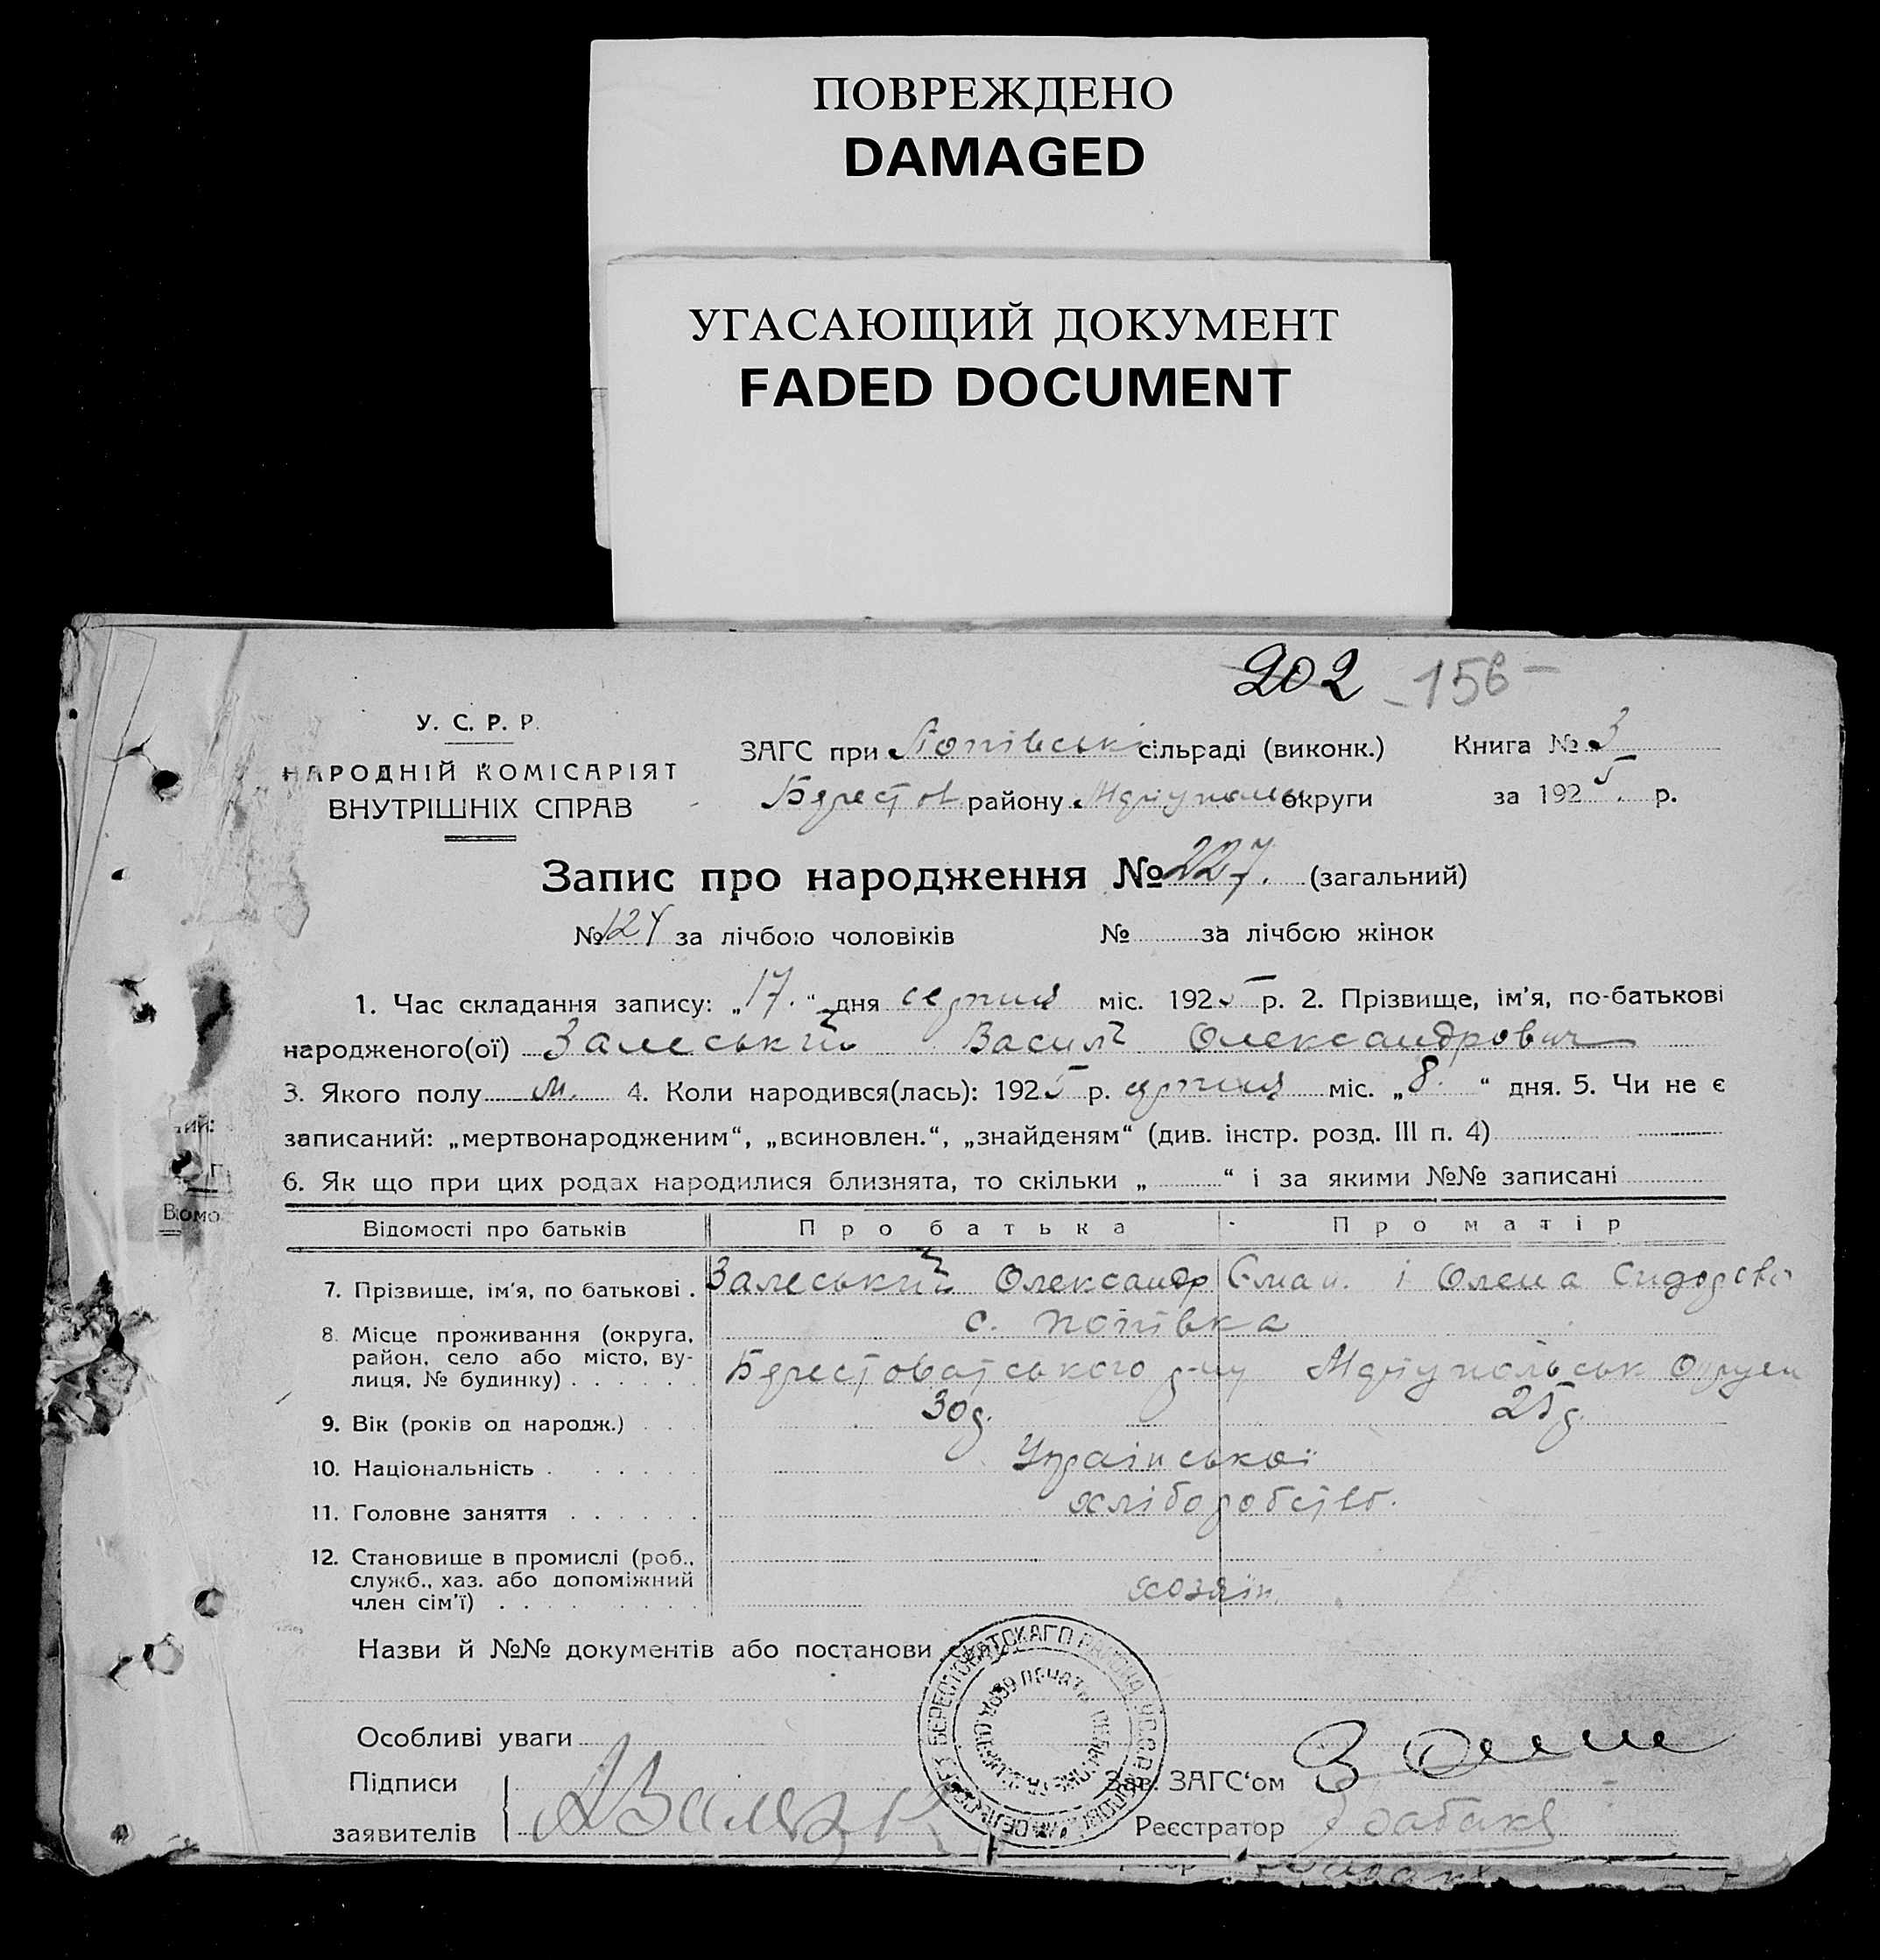 ПОВРЕЖДЕНО
DAMAGED
УГАСАЮЩИЙ ДОКУМЕНТ
FADED DOCUMENT
202 -156-
У. С. Р. Р.
НАРОДНІЙ КОМІСАРІЯТ
ВНУТРІШНІХ СПРАВ
ЗАГС при Попівські сільраді (виконк.) Книга № 3
Берестов. району Маріуполь округи за 1925. р.
Запис про народження № 227. (загальний)
№ 124 за лічбою чоловіків № за лічбою жінок
1. Час складання запису: „17.“ дня серпня міс. 1925 р. 2. Прізвище, ім'я, по-батькові
народженого(ої) Залеський Василь Олександрович
3. Якого полу м. 4. Коли народився(лась): 1925 р. серпня міс. „8.“ дня. 5. Чи не є
записаний: „мертвонародженим“, „всиновлен.“, „знайденям“ (див. інстр. розд. III п. 4)
6. Як що при цих родах народилися близнята, то скільки „ “ і за якими №№ записані
Відомості про батьків Про батька Про матір
7. Прізвище, ім'я, по батькові . Залеський Олександр і Олена Сидоров
8. Місце проживання (округа, с. Попівка
район, село або місто, ву-
лиця, № будинку) . . . . . . Берестоватського р-ну Маріупольськ Округи
9. Вік (років од народж.) . . . 30 р. 25 р.
10. Національність . . . . . . Української
11. Головне заняття . . . . . . хліборобство.
12. Становище в промислі (роб.,
служб., хаз. або допоміжний
член сім'ї) . . . . . . . . . хозяїн.
Назви й №№ документів або постанови
Особливі уваги
Підписи
заявителів
Зав. ЗАГС'ом
Реєстратор